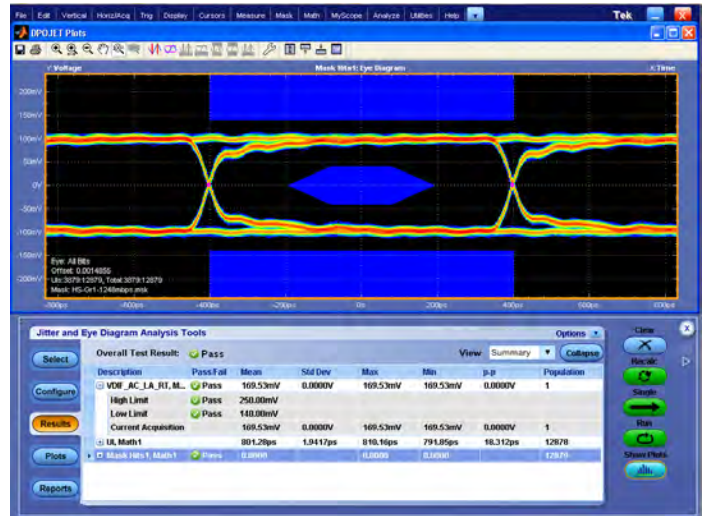 File Edit Vertical Horiz/Acq Trig Display Cursors Measure Mask Math MyScope Analyze Utilities Help Tek
DPOJET Plots
Y:Voltage Mask Hits1: Eye Diagram X:Time
200mV
150mV
100mV
50mV
0V
-50mV
-100mV
-150mV
-200mV
Eye: All Bits
Offset: 0.0014855
UIs:3879:12879, Total:3879:12879
Mask: HS-Gr1-1248mbps.msk
-600ps -400ps -200ps 0s 200ps 400ps 600ps
Jitter and Eye Diagram Analysis Tools Options Clear X
Select Overall Test Result: Pass View Summary Collapse
Recalc
Description Pass/Fail Mean Std Dev Max Min p-p Population
Configure VDIF_AC_LA_RT, M... Pass 169.53mV 0.0000V 169.53mV 169.53mV 0.0000V 1
Single
High Limit Pass 250.00mV
Low Limit Pass 140.00mV
Results Current Acquisition 169.53mV 0.0000V 169.53mV 169.53mV 0.0000V 1
Run
UI, Math1 801.28ps 1.9417ps 810.16ps 791.85ps 18.312ps 12878
Plots Mask Hits1, Math1 Pass 0.0000 0.0000 0.0000 12879
Show Plots
Reports